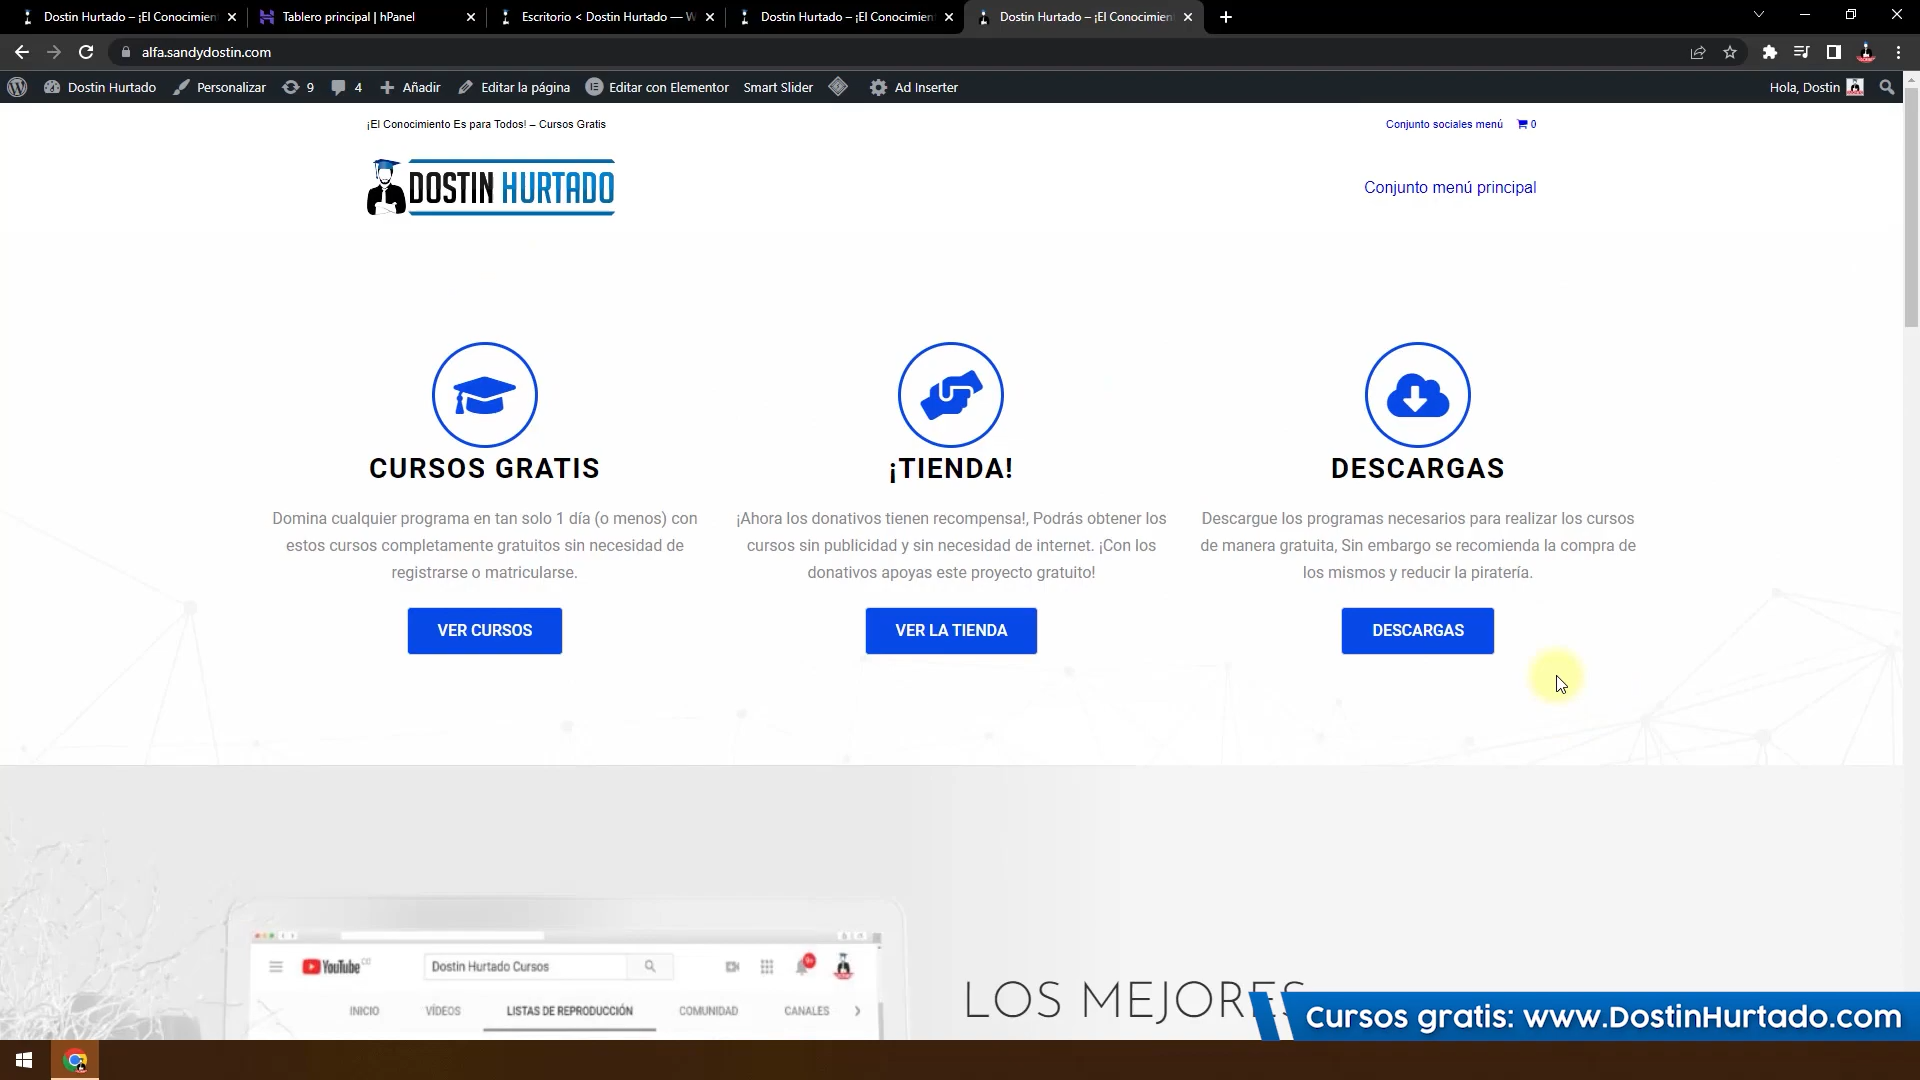 Dostin Hurtado – ¡El Conocimien
Tablero principal | hPanel
Escritorio < Dostin Hurtado — W
Dostin Hurtado – ¡El Conocimien
Dostin Hurtado – ¡El Conocimien
alfa.sandydostin.com
Dostin Hurtado
Personalizar
9
4
Añadir
Editar la página
Editar con Elementor
Smart Slider
Ad Inserter
Hola, Dostin
¡El Conocimiento Es para Todos! – Cursos Gratis
Conjunto sociales menú
0
DOSTIN HURTADO
Conjunto menú principal
CURSOS GRATIS
Domina cualquier programa en tan solo 1 día (o menos) con
estos cursos completamente gratuitos sin necesidad de
registrarse o matricularse.
VER CURSOS
¡TIENDA!
¡Ahora los donativos tienen recompensa!, Podrás obtener los
cursos sin publicidad y sin necesidad de internet. ¡Con los
donativos apoyas este proyecto gratuito!
VER LA TIENDA
DESCARGAS
Descargue los programas necesarios para realizar los cursos
de manera gratuita, Sin embargo se recomienda la compra de
los mismos y reducir la piratería.
DESCARGAS
YouTube CO
Dostin Hurtado Cursos
9+
INICIO
VÍDEOS
LISTAS DE REPRODUCCIÓN
COMUNIDAD
CANALES
LOS MEJORES
Cursos gratis: www.DostinHurtado.com